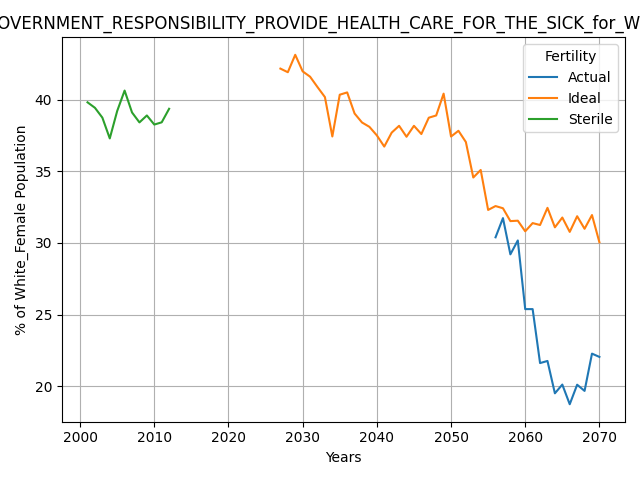 OVERNMENT_RESPONSIBILITY_PROVIDE_HEALTH_CARE_FOR_THE_SICK_for_W
Fertility
Actual
Ideal
Sterile
% of White_Female Population
40
35
30
25
20
2000 2010 2020 2030 2040 2050 2060 2070
Years